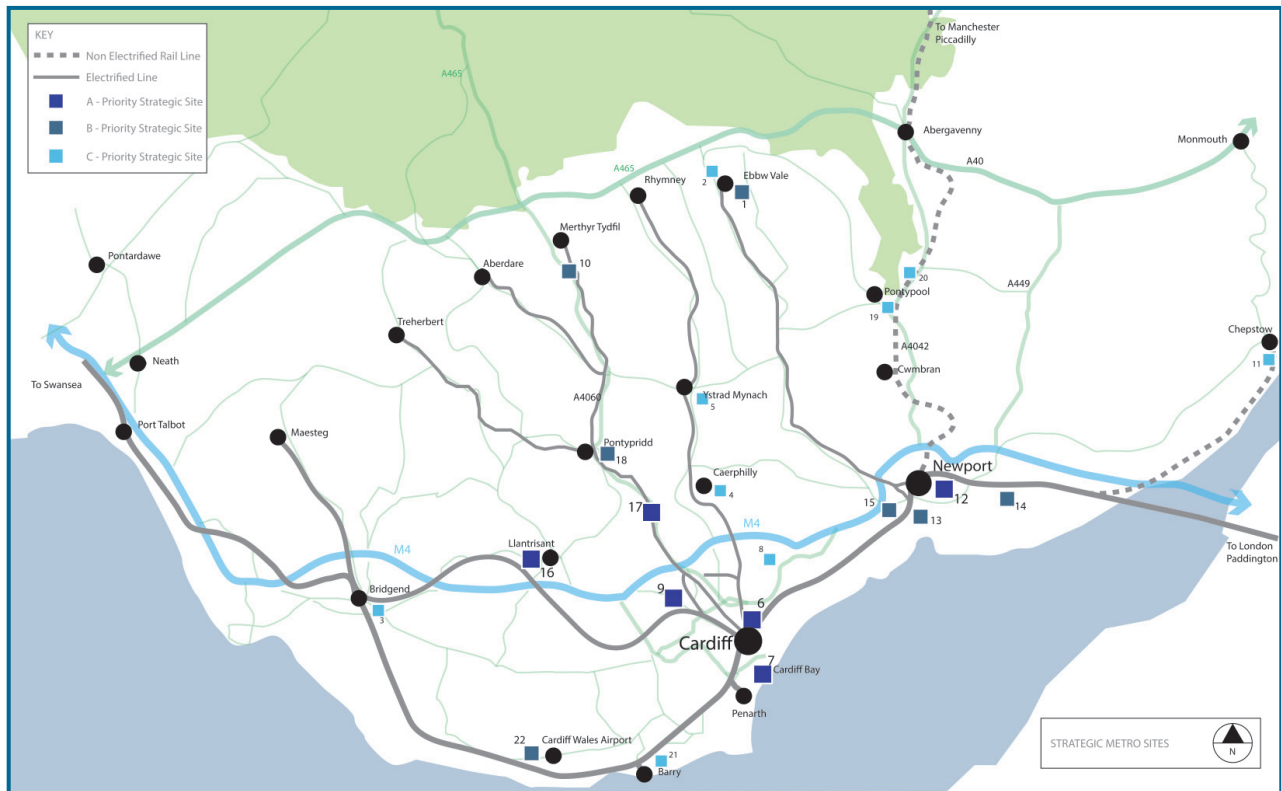 KEY
Non Electrified Rail Line
Electrified Line
A - Priority Strategic Site
B - Priority Strategic Site
C - Priority Strategic Site
To Manchester
Piccadilly
A465
Abergavenny
Monmouth
A40
A465
Rhymney
2
Ebbw Vale
1
Merthyr Tydfil
10
Pontardawe
Aberdare
20
A449
Pontypool
19
Treherbert
Chepstow
11
A4042
Neath
Cwmbran
To Swansea
A4060
Ystrad Mynach
5
Port Talbot
Maesteg
Pontypridd
18
Newport
Caerphilly
4
12
15
13
14
17
M4
M4
Llantrisant
16
8
To London
Paddington
Bridgend
3
9
6
Cardiff
7
Cardiff Bay
Penarth
22
Cardiff Wales Airport
21
Barry
STRATEGIC METRO SITES
N